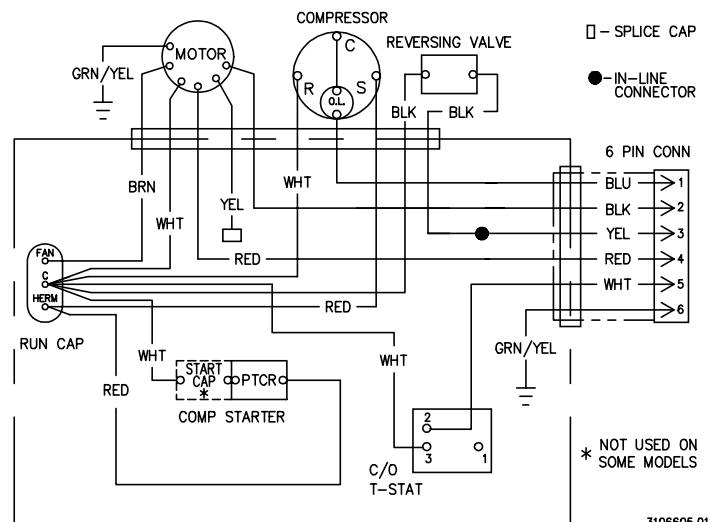 COMPRESSOR
□ - SPLICE CAP
MOTOR
C
REVERSING VALVE
GRN/YEL
R
S
O.L.
●-IN-LINE
CONNECTOR
BLK
BLK
6 PIN CONN
BRN
WHT
BLU
1
YEL
BLK
2
WHT
YEL
3
FAN
RED
RED
4
C
WHT
5
HERM
RED
6
RUN CAP
GRN/YEL
WHT
START
CAP
*
PTCR
WHT
RED
COMP STARTER
2
3
1
* NOT USED ON
SOME MODELS
C/O
T-STAT
3106605.01